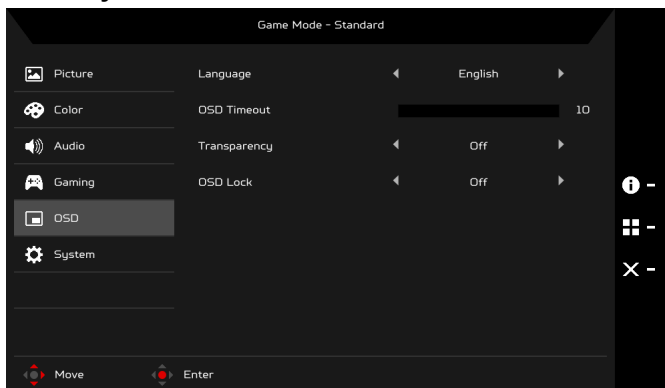 Game Mode - Standard
Picture
Language English
Color
OSD Timeout 10
Audio
Transparency Off
Gaming
OSD Lock Off
OSD
System
Move Enter